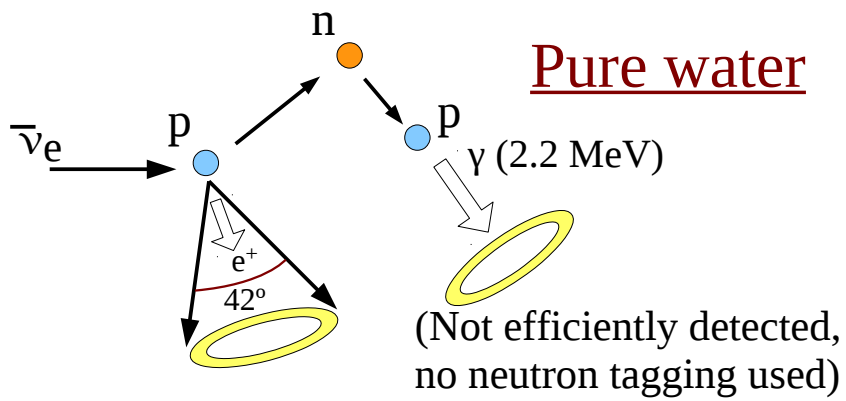 n
Pure water
p
p
ν̅e
γ (2.2 MeV)
e⁺
42º
(Not efficiently detected,
no neutron tagging used)